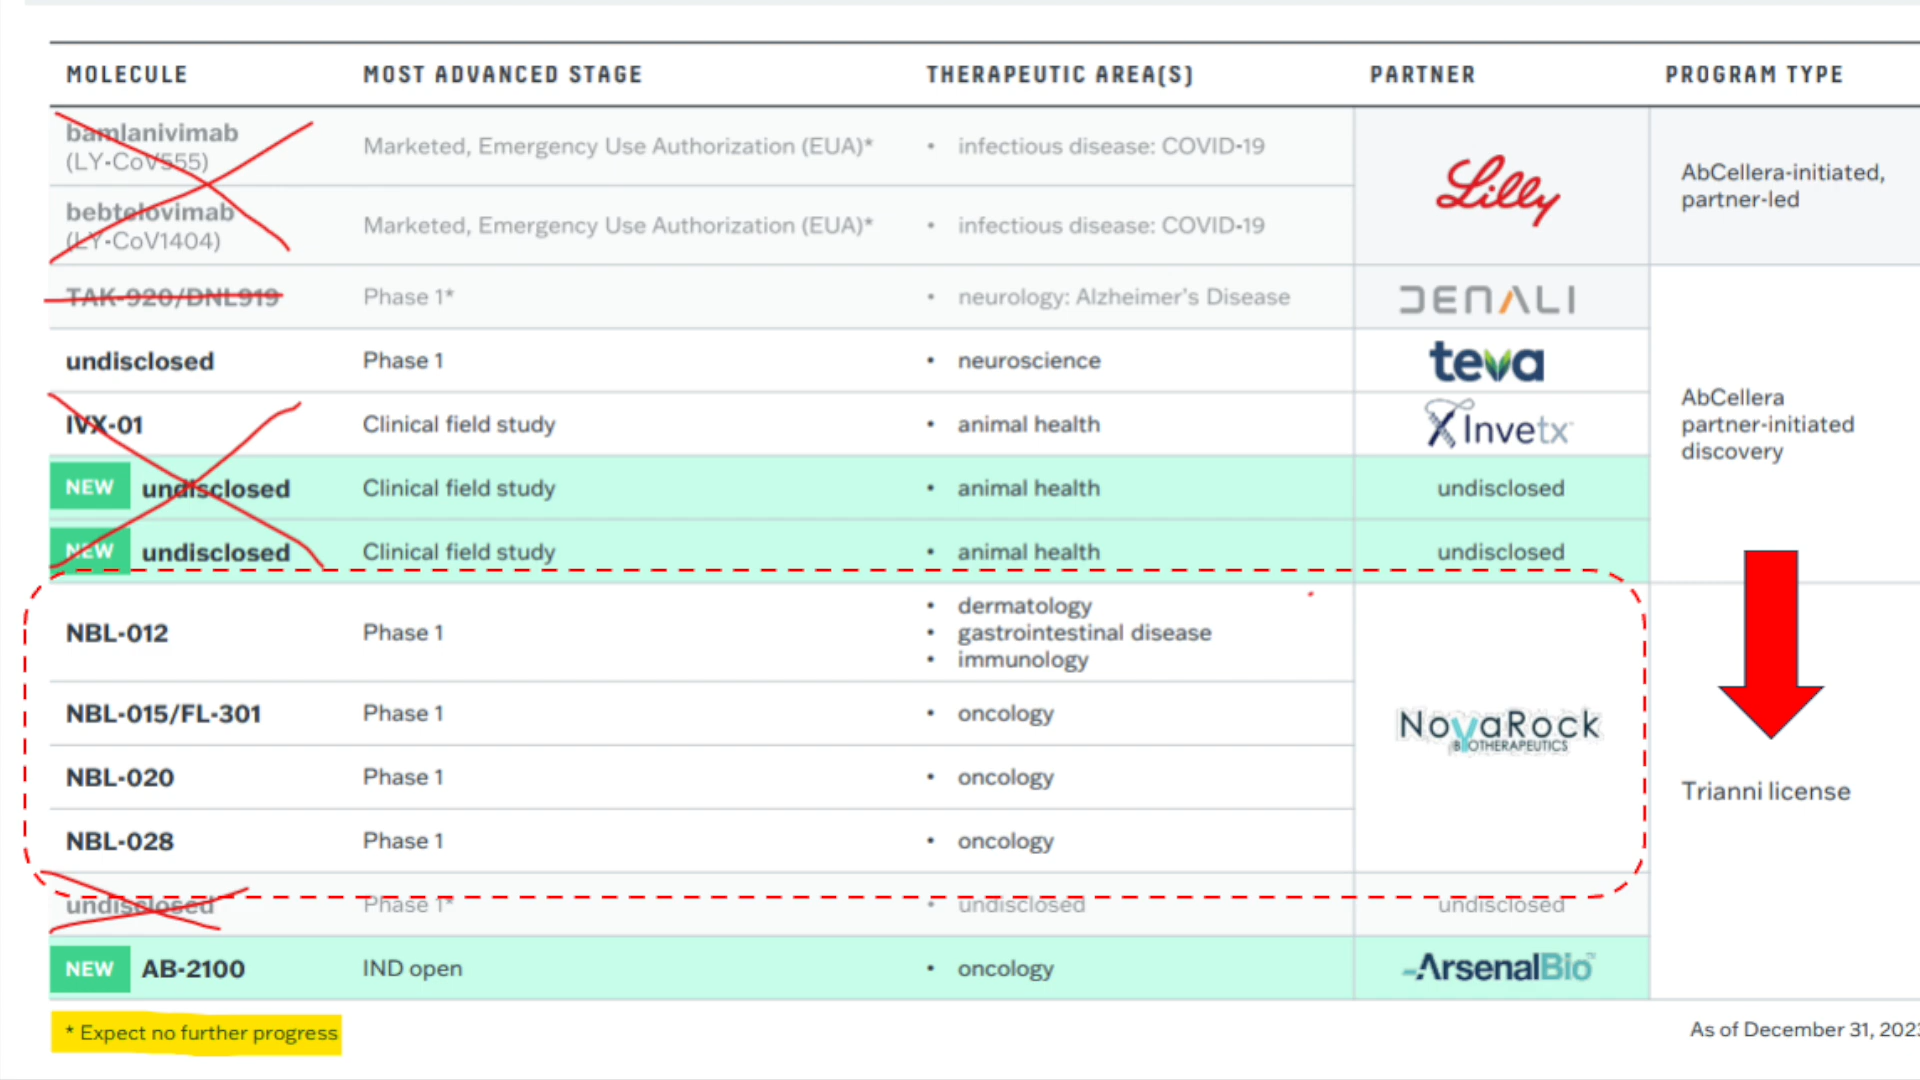 MOLECULE MOST ADVANCED STAGE THERAPEUTIC AREA(S) PARTNER PROGRAM TYPE
bamlanivimab
(LY-CoV555)
Marketed, Emergency Use Authorization (EUA)*
• infectious disease: COVID-19
Lilly
AbCellera-initiated,
partner-led
bebtelovimab
(LY-CoV1404)
Marketed, Emergency Use Authorization (EUA)*
• infectious disease: COVID-19
TAK-920/DNL919 Phase 1* • neurology: Alzheimer's Disease DENALI
undisclosed Phase 1 • neuroscience teva
AbCellera
partner-initiated
discovery
IVX-01 Clinical field study • animal health Invetx
NEW undisclosed Clinical field study • animal health undisclosed
NEW undisclosed Clinical field study • animal health undisclosed
NBL-012 Phase 1
• dermatology
• gastrointestinal disease
• immunology
NovaRock
BIOTHERAPEUTICS
Trianni license
NBL-015/FL-301 Phase 1 • oncology
NBL-020 Phase 1 • oncology
NBL-028 Phase 1 • oncology
undisclosed Phase 1* • undisclosed undisclosed
NEW AB-2100 IND open • oncology ArsenalBio
* Expect no further progress
As of December 31, 2023